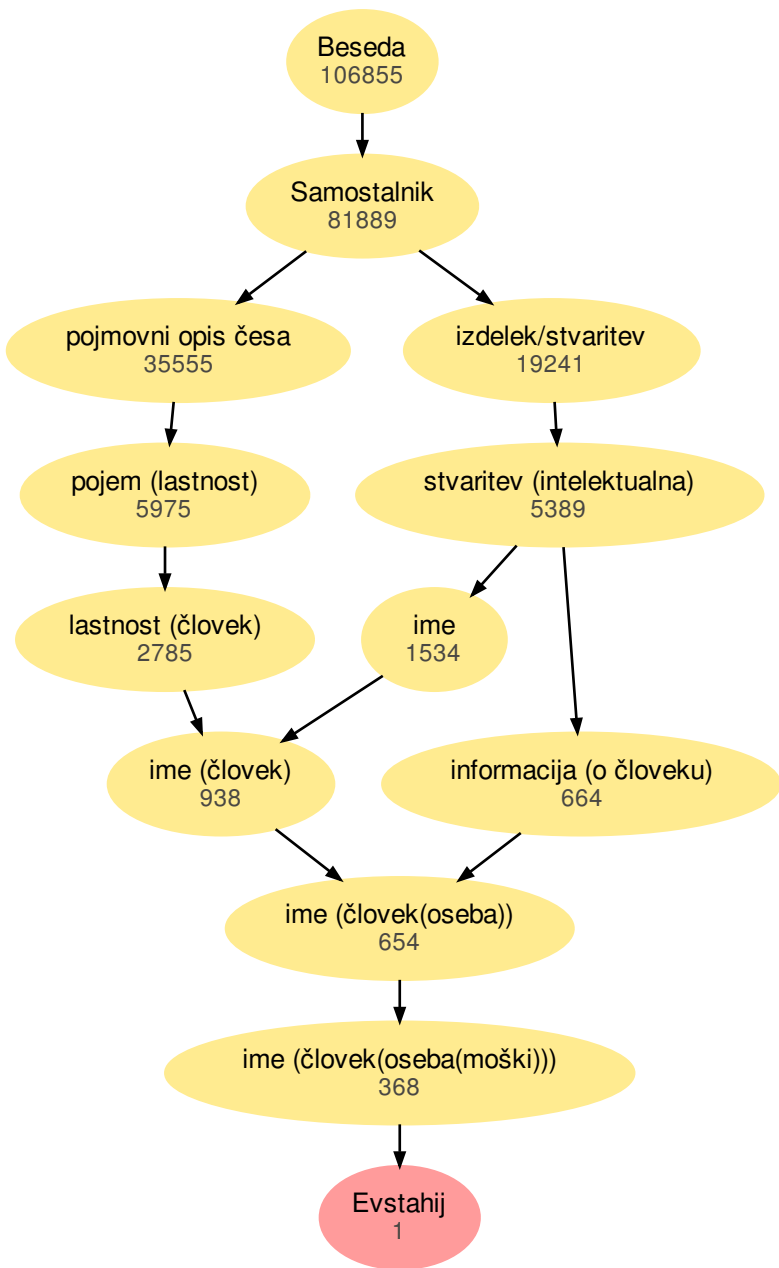 Beseda
106855
Samostalnik
81889
pojmovni opis česa
35555
izdelek/stvaritev
19241
pojem (lastnost)
5975
stvaritev (intelektualna)
5389
lastnost (človek)
2785
ime
1534
ime (človek)
938
informacija (o človeku)
664
ime (človek(oseba))
654
ime (človek(oseba(moški)))
368
Evstahij
1